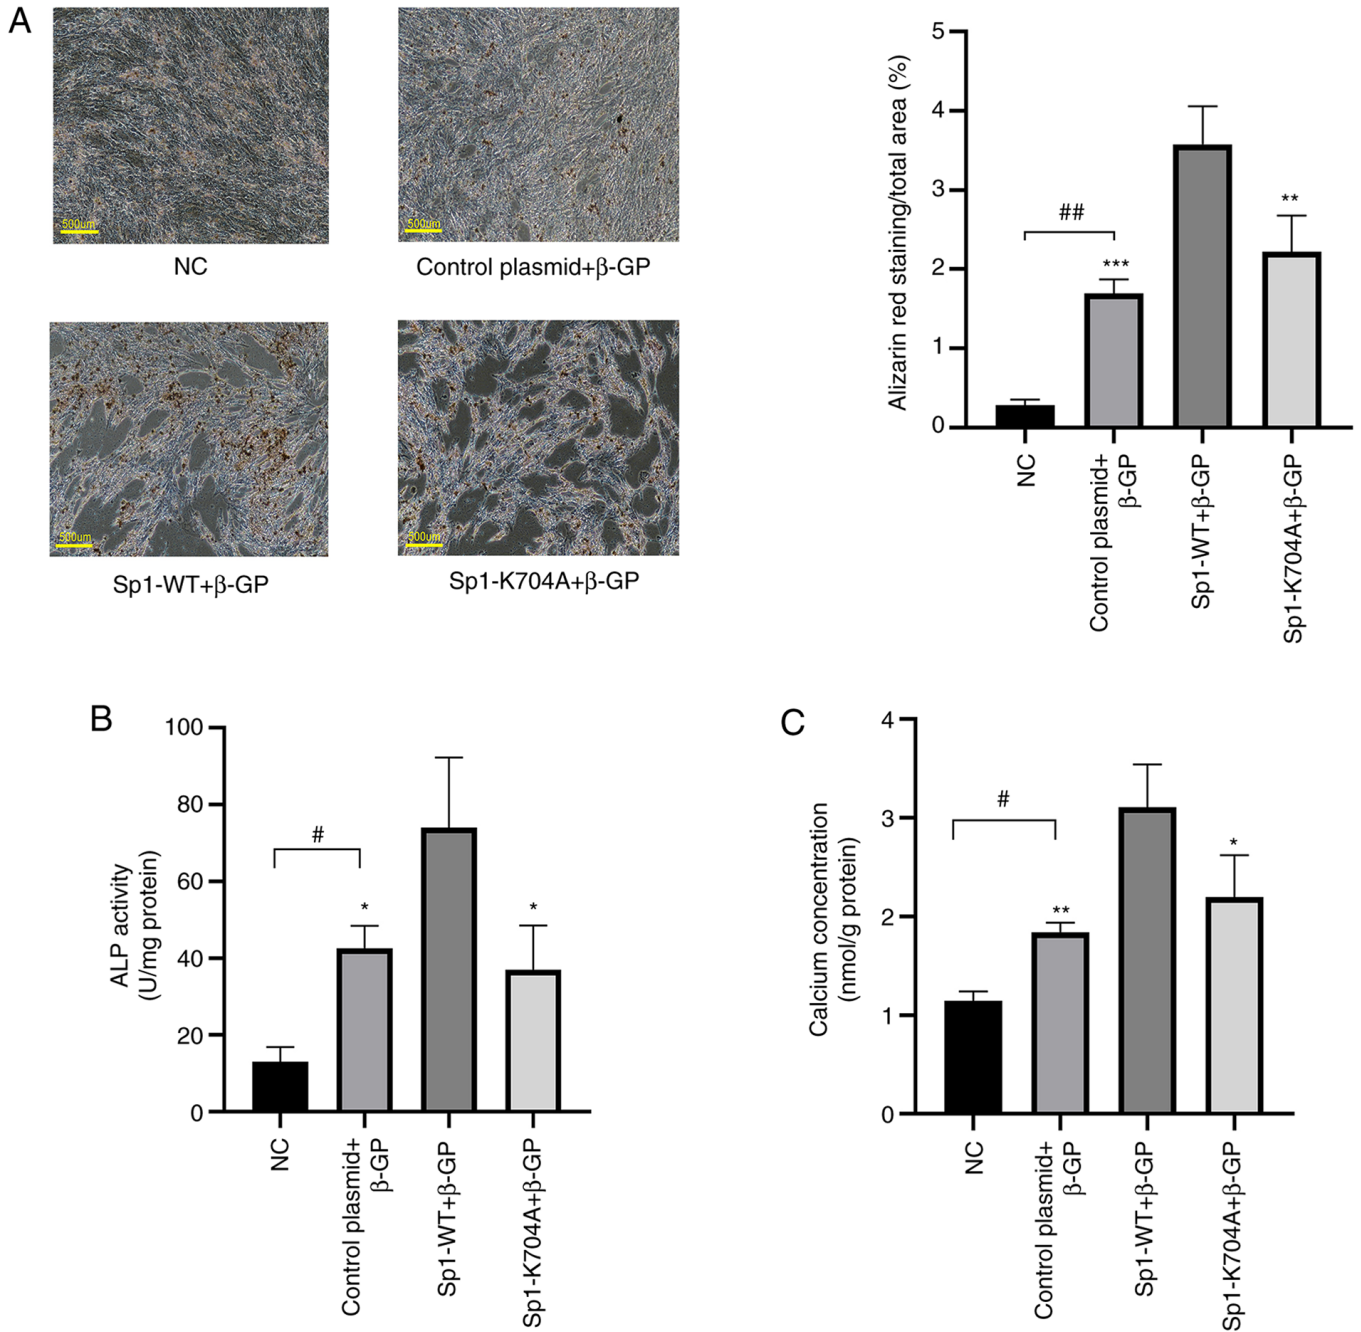 A
500um
NC
500um
Control plasmid+β-GP
500um
Sp1-WT+β-GP
500um
Sp1-K704A+β-GP
Alizarin red staining/total area (%)
5
4
3
2
1
0
##
***
**
NC
Control plasmid+
β-GP
Sp1-WT+β-GP
Sp1-K704A+β-GP
B
ALP activity
(U/mg protein)
100
80
60
40
20
0
#
*
*
NC
Control plasmid+
β-GP
Sp1-WT+β-GP
Sp1-K704A+β-GP
C
Calcium concentration
(nmol/g protein)
4
3
2
1
0
#
**
*
NC
Control plasmid+
β-GP
Sp1-WT+β-GP
Sp1-K704A+β-GP